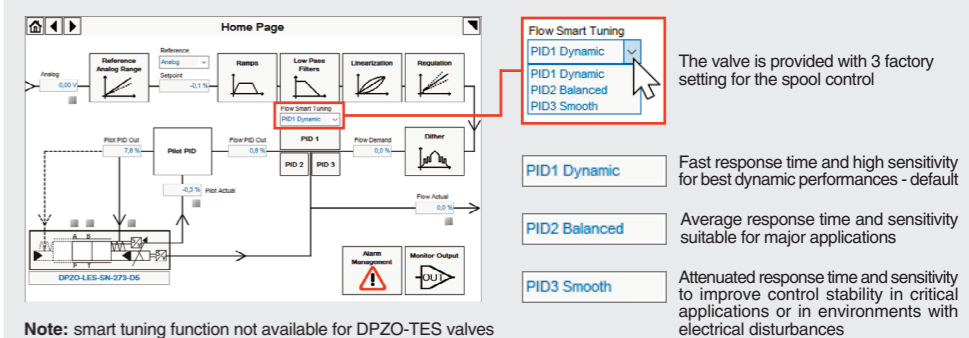 Home Page
Reference
Analog Range
Reference
Analog
Setpoint
-0,1 %
Ramps
Low Pass
Filters
Linearization
Regulation
Analog
0,00 V
Flow Smart Tuning
PID1 Dynamic
Pilot PID Out
7,8 %
Pilot PID
Flow PID Out
0,8 %
PID 1
PID 2
PID 3
Flow Demand
0,0 %
Dither
-0,3 %
Pilot Actual
Flow Actual
0,0 %
A B
P T
DPZO-LES-SN-273-D5
Alarm
Management
Monitor Output
OUT
Note: smart tuning function not available for DPZO-TES valves
Flow Smart Tuning
PID1 Dynamic
PID1 Dynamic
PID2 Balanced
PID3 Smooth
The valve is provided with 3 factory
setting for the spool control
PID1 Dynamic
Fast response time and high sensitivity
for best dynamic performances - default
PID2 Balanced
Average response time and sensitivity
suitable for major applications
PID3 Smooth
Attenuated response time and sensitivity
to improve control stability in critical
applications or in environments with
electrical disturbances